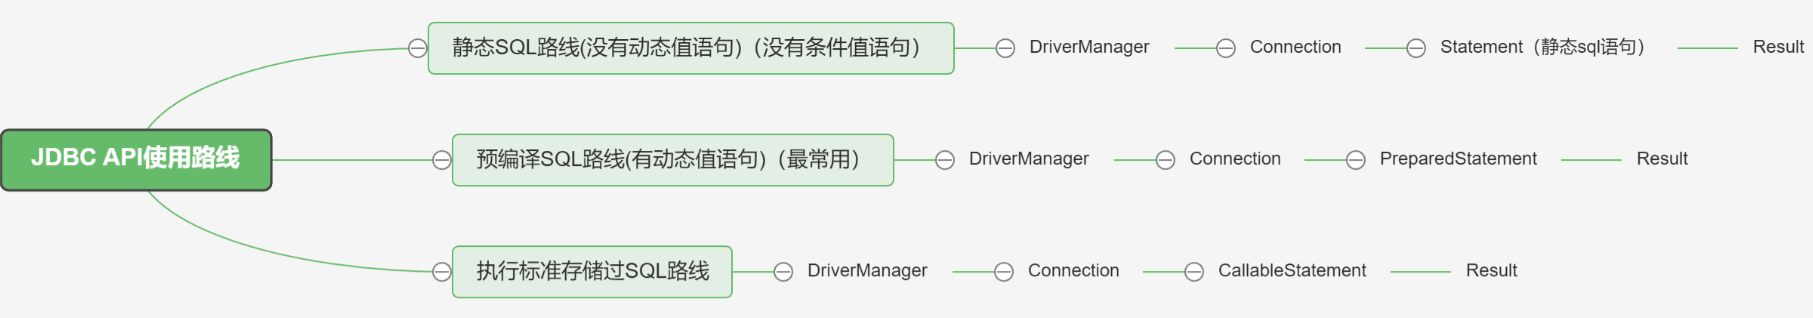 静态SQL路线(没有动态值语句)（没有条件值语句） DriverManager Connection Statement（静态sql语句） Result
JDBC API使用路线 预编译SQL路线(有动态值语句)（最常用） DriverManager Connection PreparedStatement Result
执行标准存储过SQL路线 DriverManager Connection CallableStatement Result